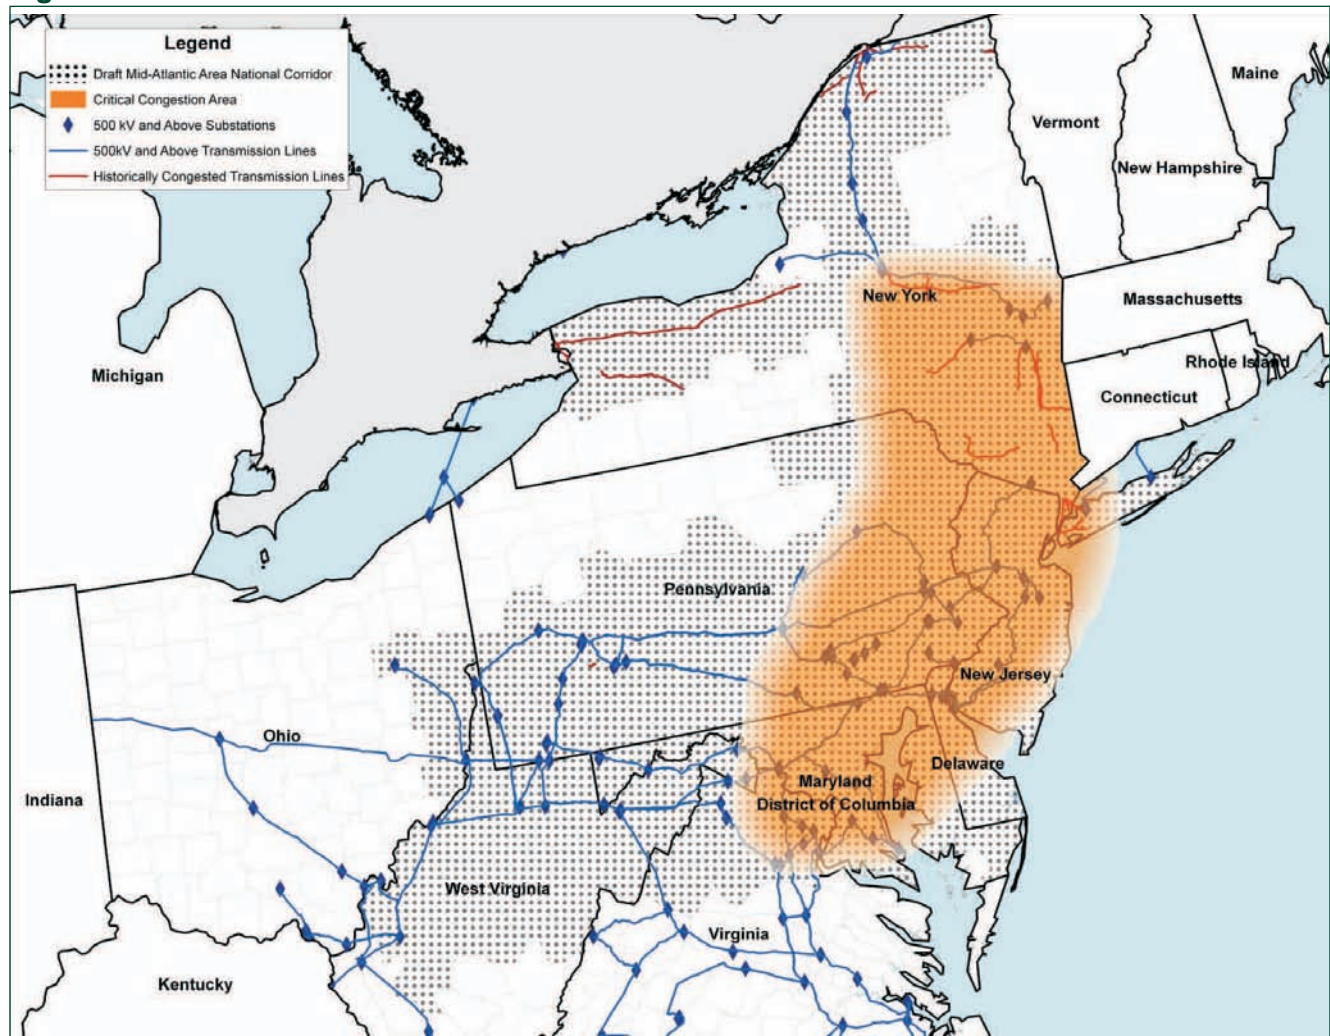 Legend
Draft Mid-Atlantic Area National Corridor
Critical Congestion Area
500 kV and Above Substations
500kV and Above Transmission Lines
Historically Congested Transmission Lines
Maine
Vermont
New Hampshire
New York
Massachusetts
Rhode Island
Connecticut
Michigan
Pennsylvania
New Jersey
Ohio
Delaware
Maryland
District of Columbia
Indiana
West Virginia
Virginia
Kentucky